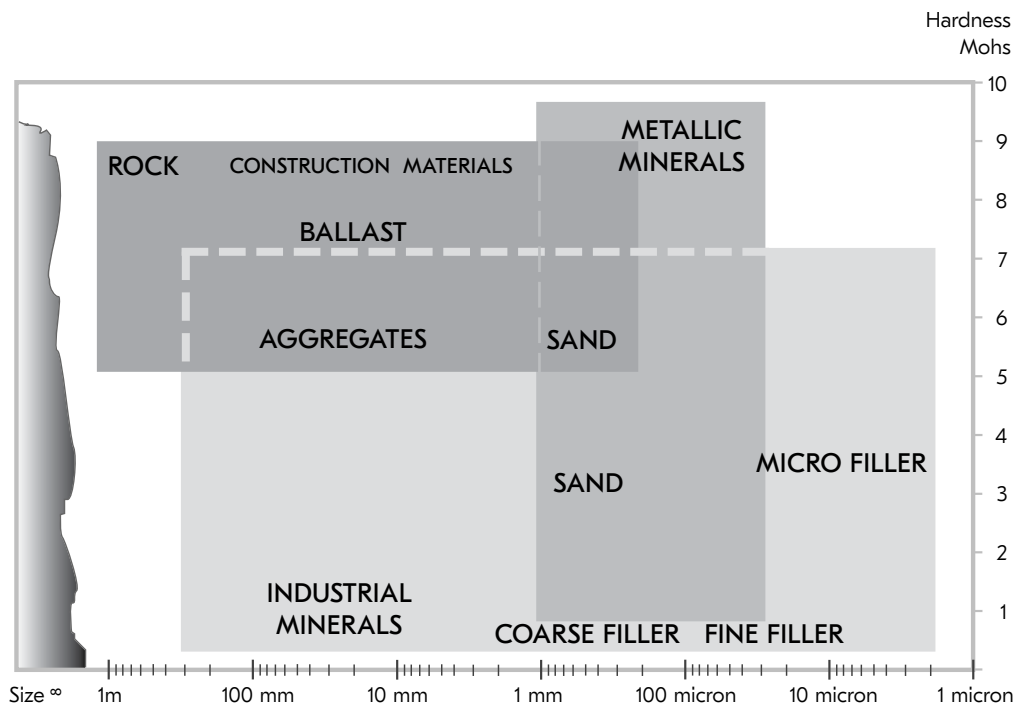 Hardness
Mohs
10
METALLIC
MINERALS
9
ROCK CONSTRUCTION MATERIALS
8
BALLAST
7
6
AGGREGATES SAND
5
4
MICRO FILLER
SAND
3
2
INDUSTRIAL
MINERALS
1
COARSE FILLER FINE FILLER
Size ∞ 1m 100 mm 10 mm 1 mm 100 micron 10 micron 1 micron